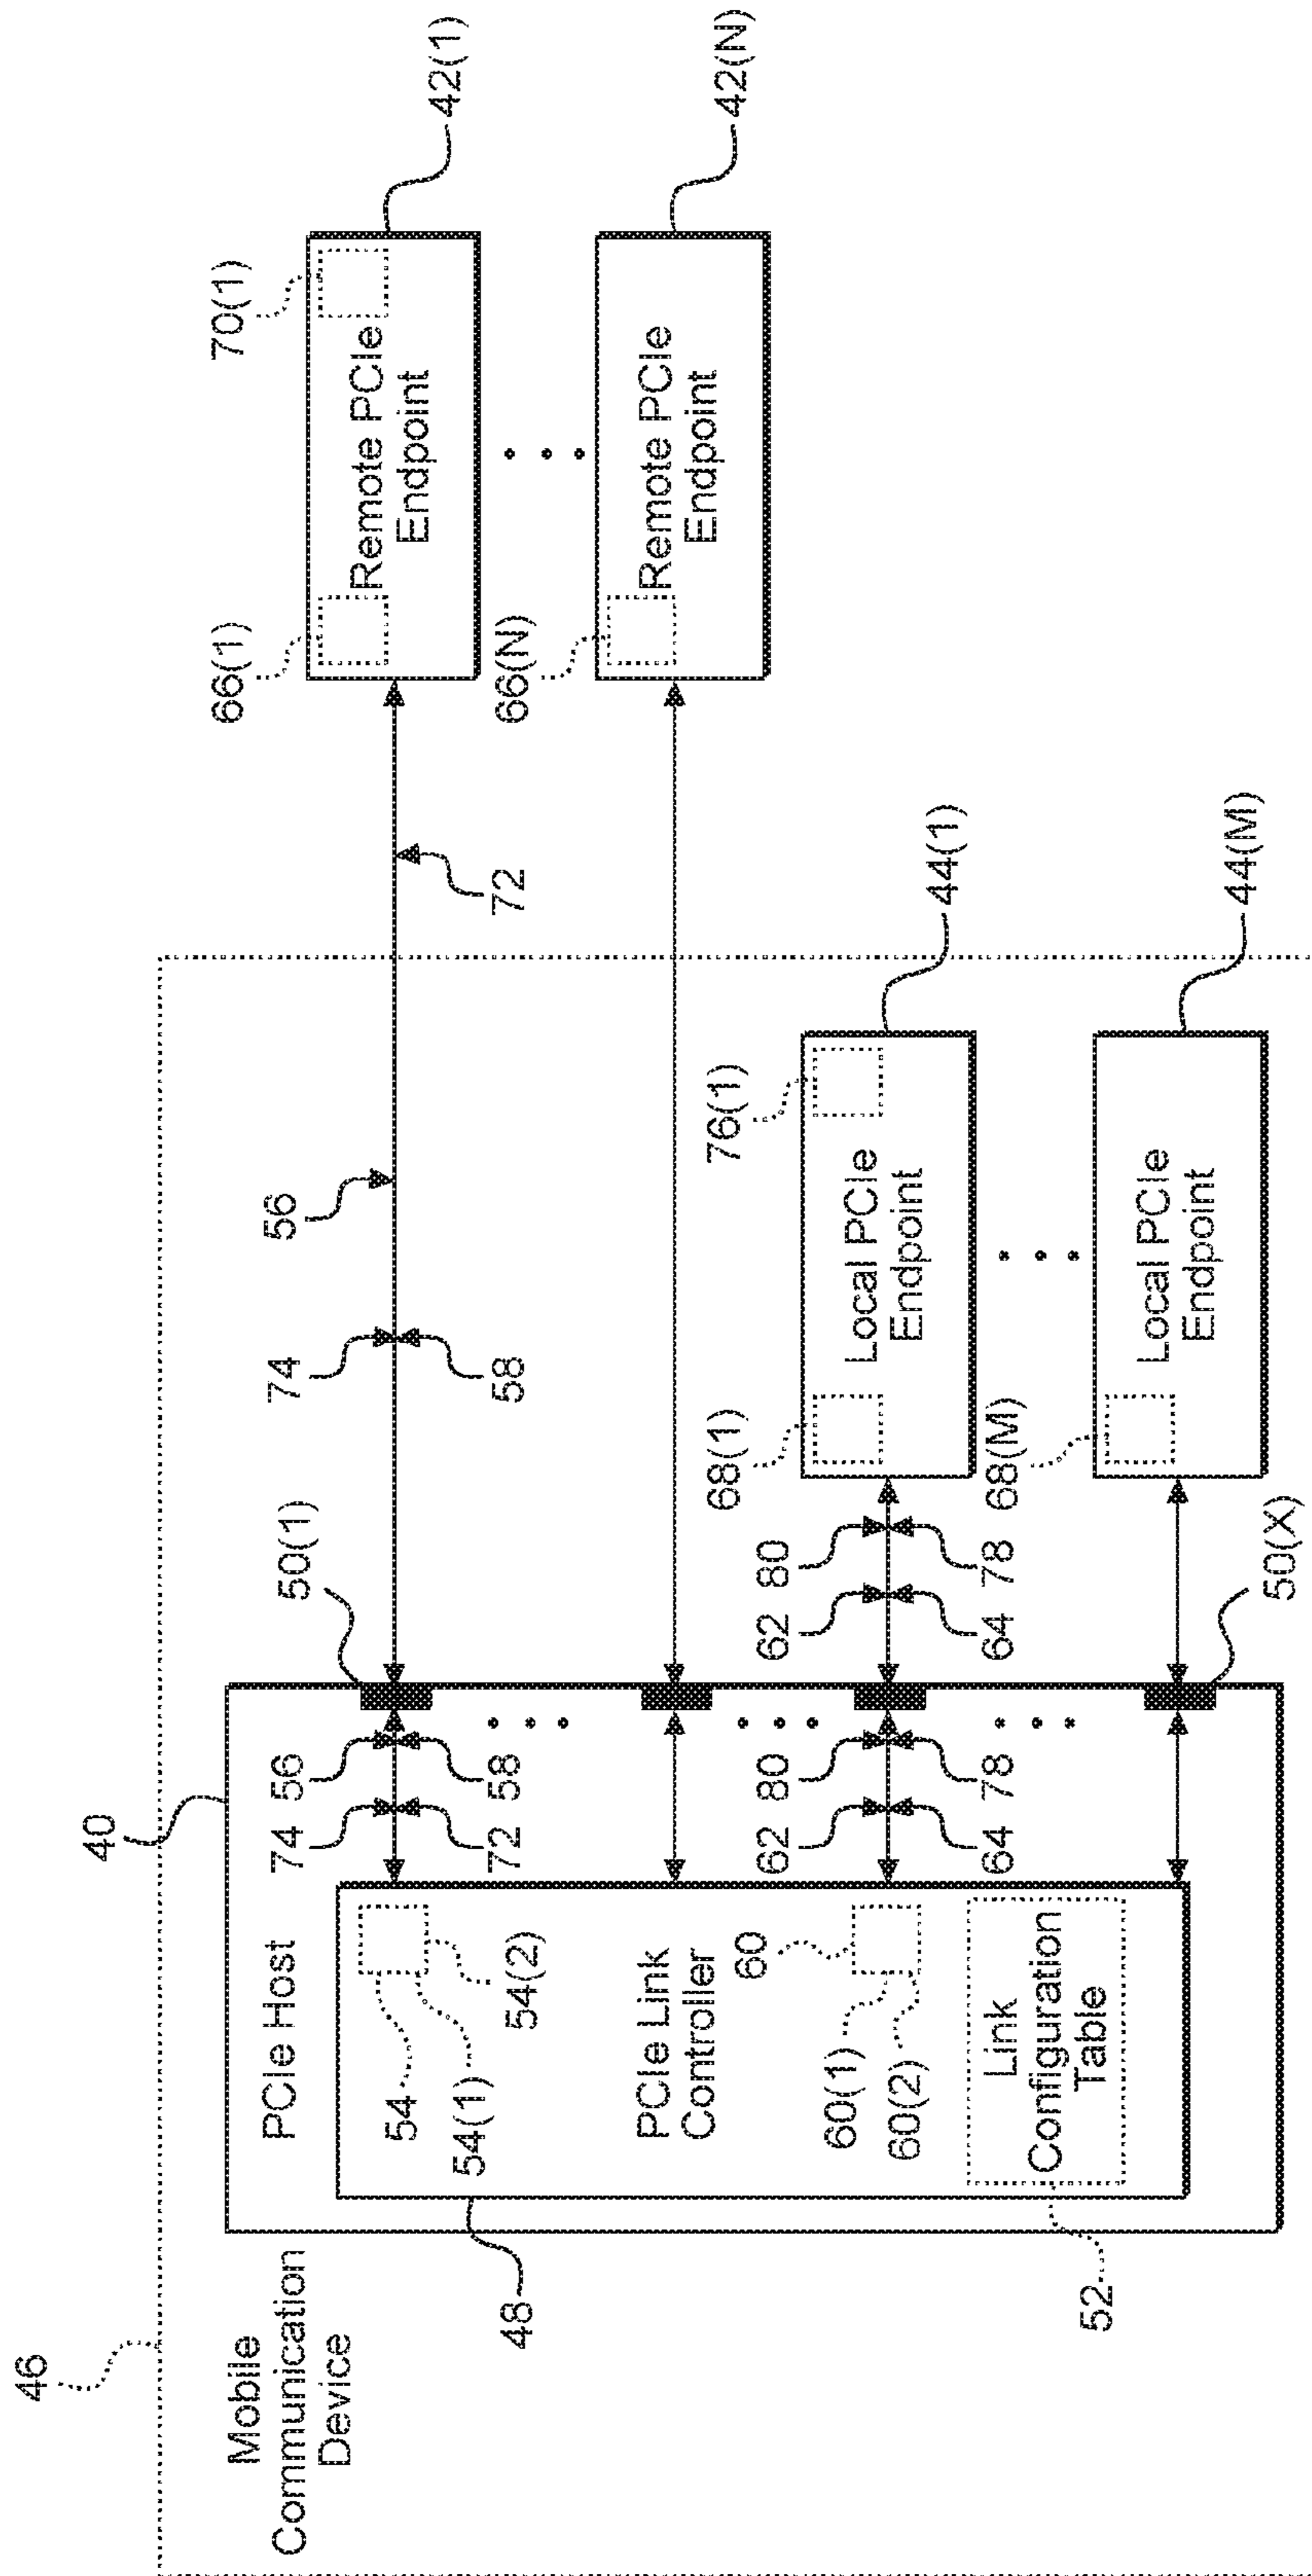 46
Mobile
Communication
Device
40
PCIe Host
48
54
54(1)
54(2)
PCIe Link
Controller
60
60(1)
60(2)
Link
Configuration
Table
52
74
56
72
58
62
80
64
78
50(1)
74
56
58
72
62
80
64
78
50(X)
66(1)
70(1)
Remote PCIe
Endpoint
42(1)
66(N)
Remote PCIe
Endpoint
42(N)
68(1)
76(1)
Local PCIe
Endpoint
44(1)
68(M)
Local PCIe
Endpoint
44(M)